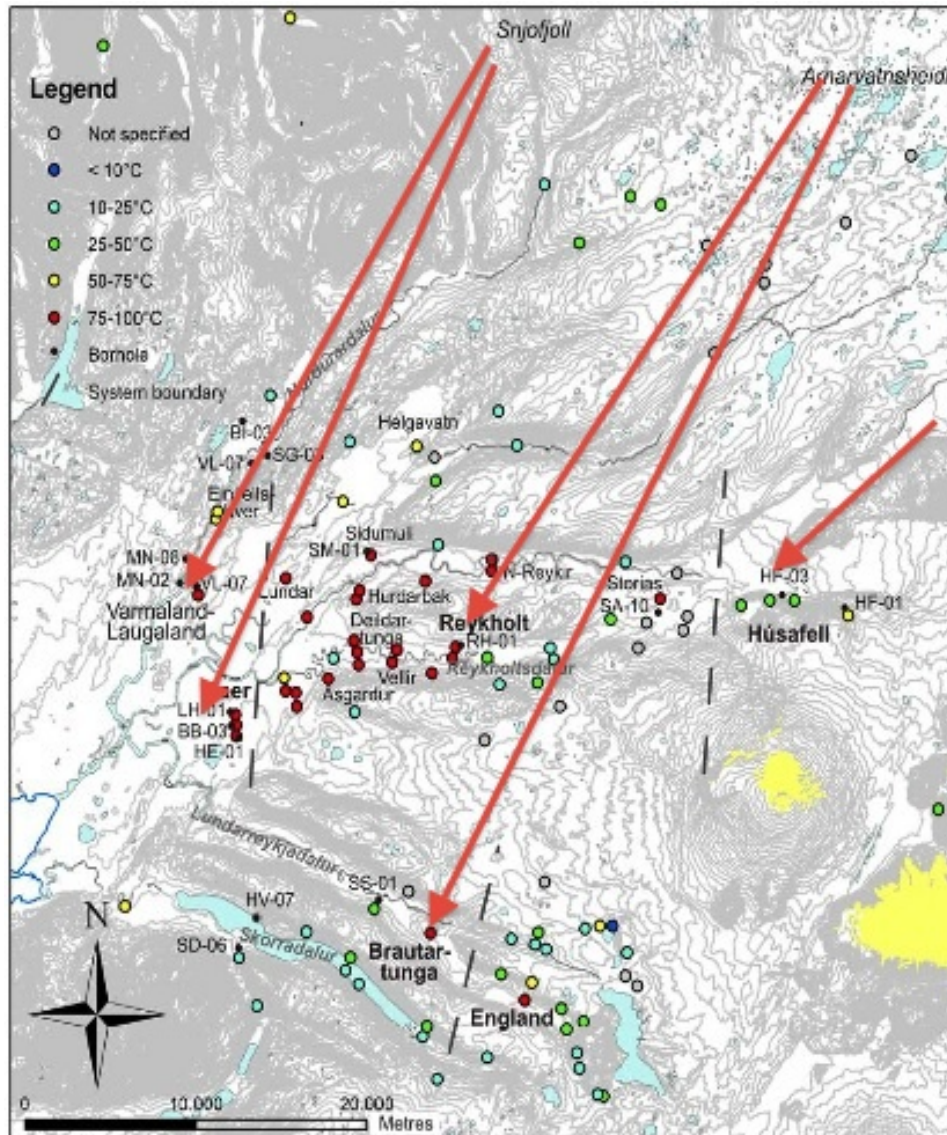 Snjofjoll
Arnarvatnsheidi
Legend
Not specified
< 10°C
10-25°C
25-50°C
50-75°C
75-100°C
Borhole
System boundary
Nordurardalur
Helgavatn
BI-03
VL-07
SG-08
Sidumuli
SM-01
MN-08
MN-02
VL-07
Varmaland-
Laugaland
Lundar
Hurdarbak
N-Reykir
Storias
SA-10
HF-03
HF-01
Húsafell
Deildar-
tunga
Reykholt
RH-01
Reykholtsdalur
Vellir
Asgardur
LH-01
BB-03
HE-01
Lundarreykjadalur
SS-01
HV-07
Skorradalur
SD-06
Brautar-
tunga
England
N
0
10.000
20.000
Metres